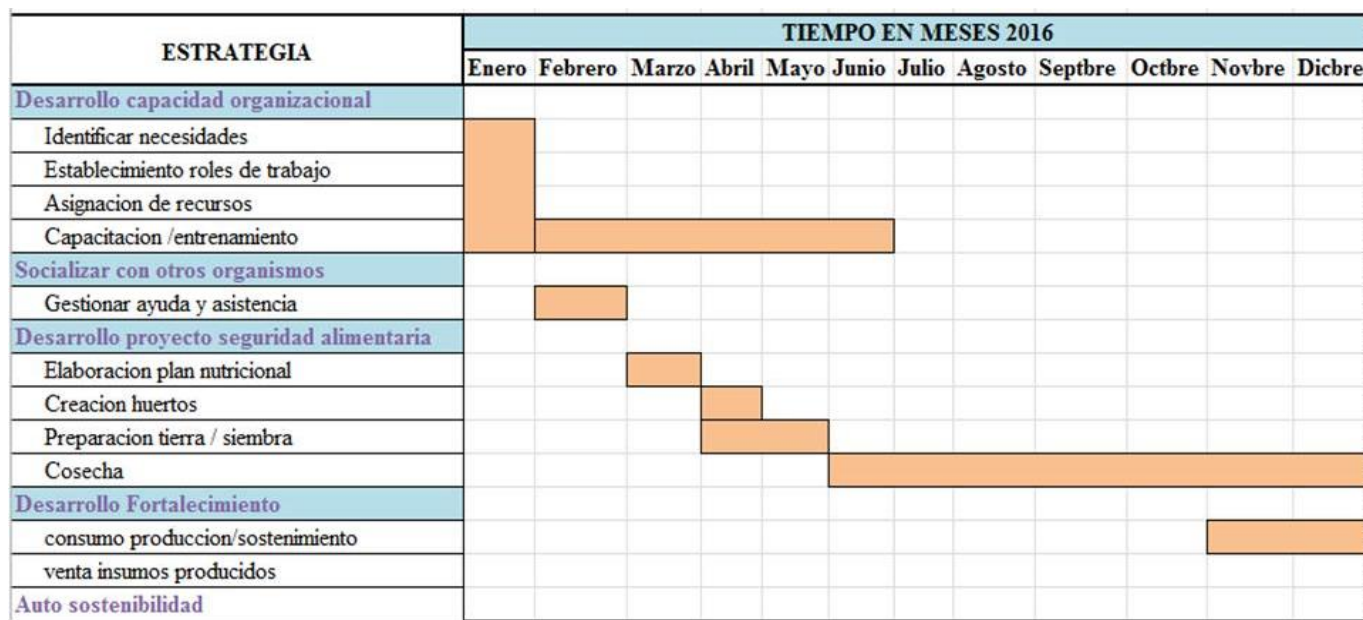 ESTRATEGIA
TIEMPO EN MESES 2016
Enero Febrero Marzo Abril Mayo Junio Julio Agosto Septbre Octbre Novbre Dicbre
Desarrollo capacidad organizacional
Identificar necesidades
Establecimiento roles de trabajo
Asignacion de recursos
Capacitacion /entrenamiento
Socializar con otros organismos
Gestionar ayuda y asistencia
Desarrollo proyecto seguridad alimentaria
Elaboracion plan nutricional
Creacion huertos
Preparacion tierra / siembra
Cosecha
Desarrollo Fortalecimiento
consumo produccion/sostenimiento
venta insumos producidos
Auto sostenibilidad